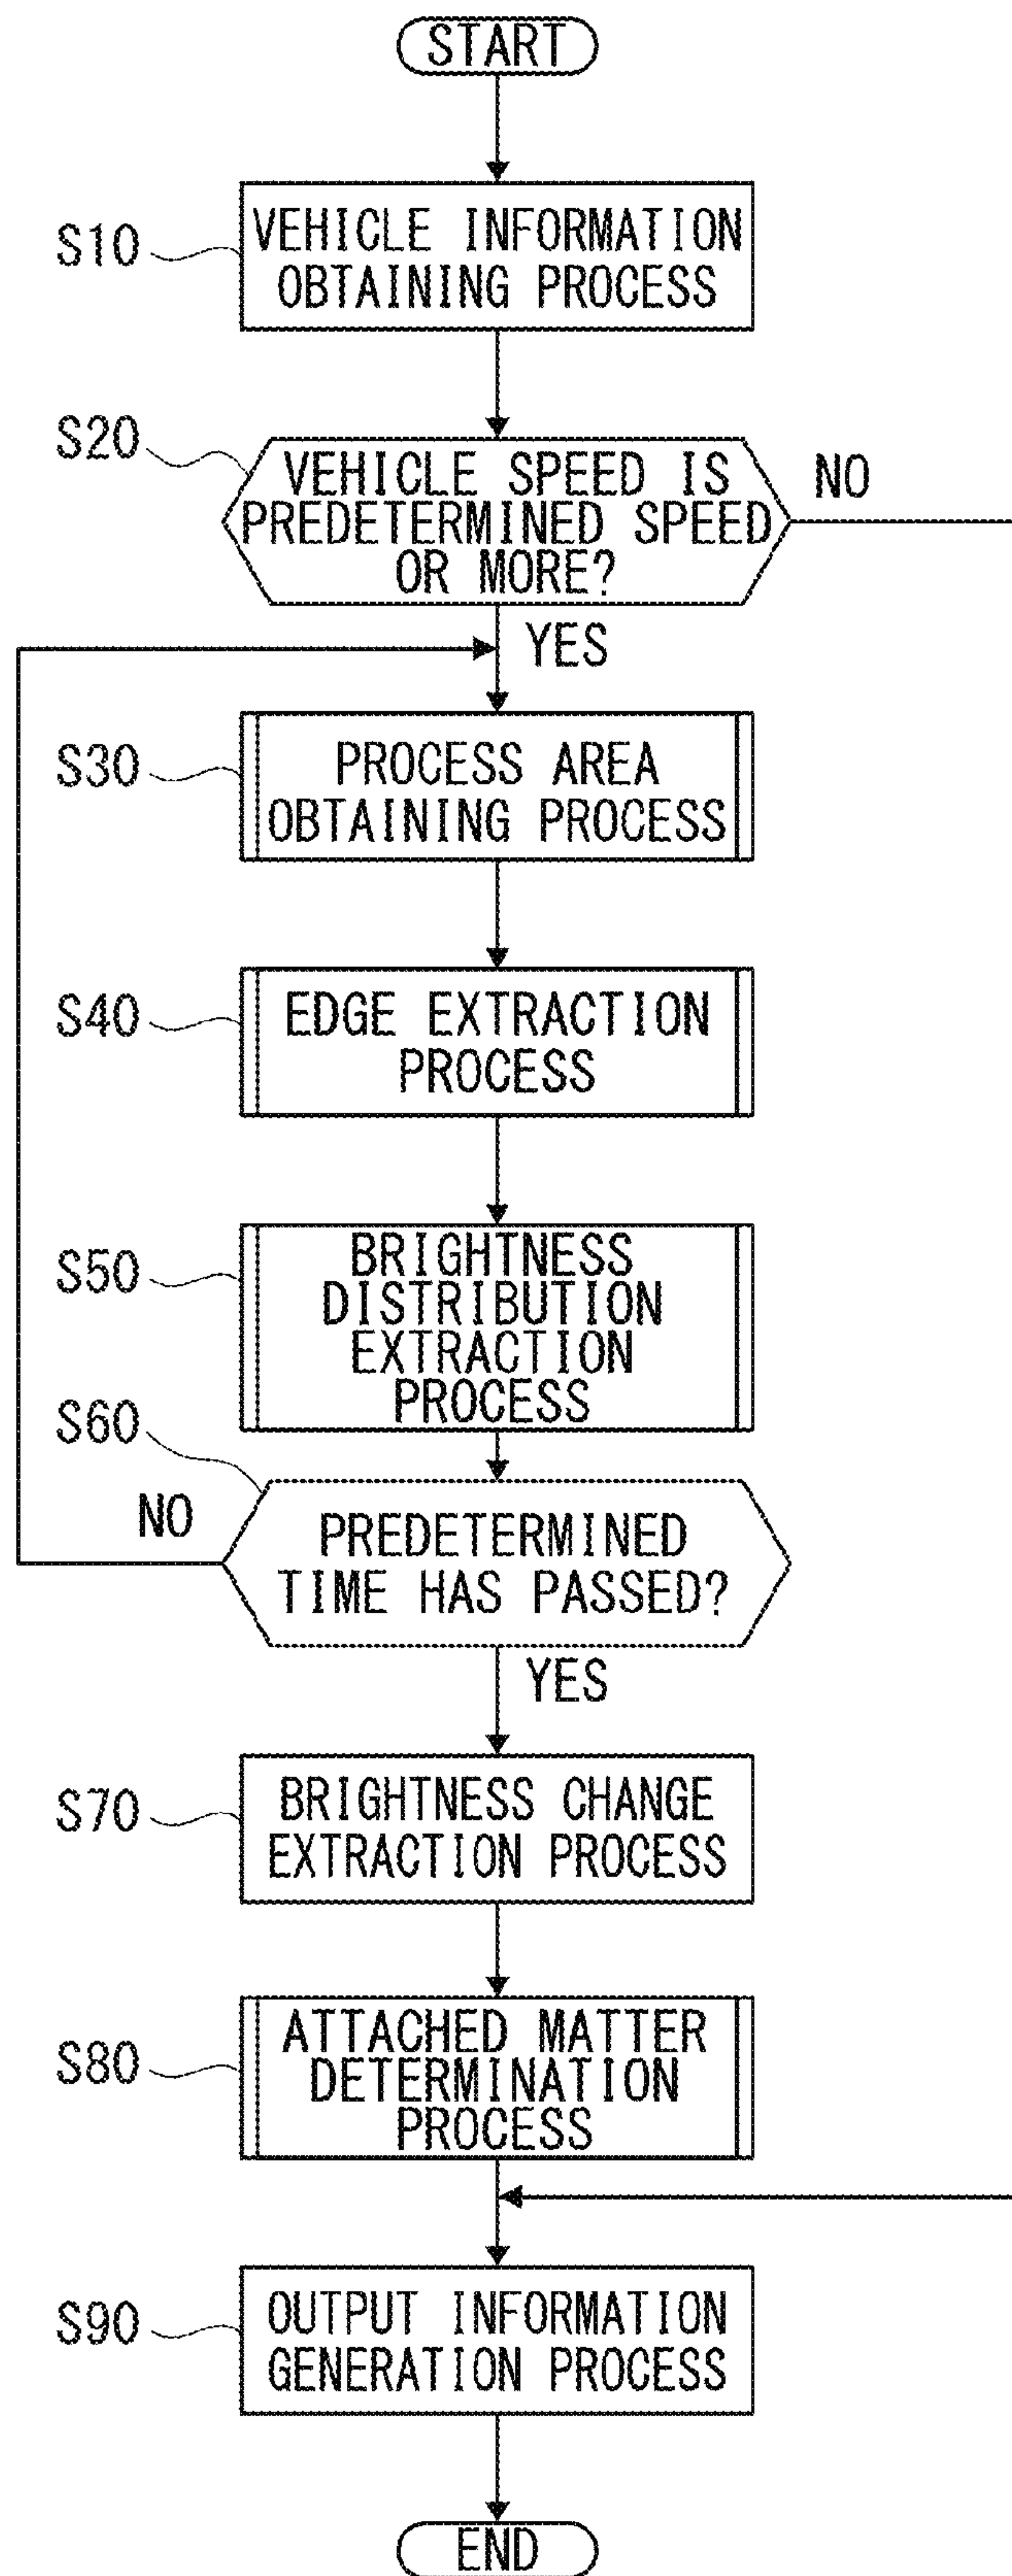 START
S10
VEHICLE INFORMATION
OBTAINING PROCESS
S20
VEHICLE SPEED IS
PREDETERMINED SPEED
OR MORE?
NO
YES
S30
PROCESS AREA
OBTAINING PROCESS
S40
EDGE EXTRACTION
PROCESS
S50
BRIGHTNESS
DISTRIBUTION
EXTRACTION
PROCESS
S60
NO
PREDETERMINED
TIME HAS PASSED?
YES
S70
BRIGHTNESS CHANGE
EXTRACTION PROCESS
S80
ATTACHED MATTER
DETERMINATION
PROCESS
S90
OUTPUT INFORMATION
GENERATION PROCESS
END